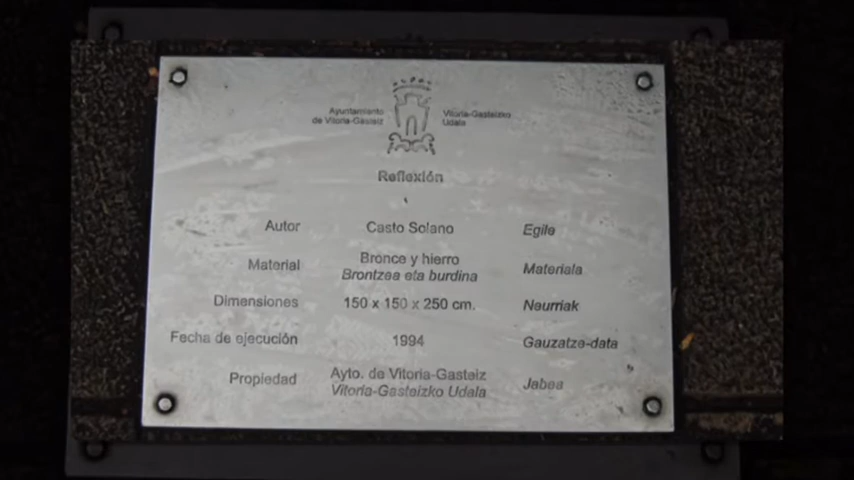 Ayuntamiento Vitoria-Gasteizko
de Vitoria-Gasteiz Udala
Reflexión
Autor Casto Solano Egile
Material Bronce y hierro Materiala
Brontzea eta burdina
Dimensiones 150 x 150 x 250 cm. Neurriak
Fecha de ejecución 1994 Gauzatze-data
Propiedad Ayto. de Vitoria-Gasteiz Jabea
Vitoria-Gasteizko Udala